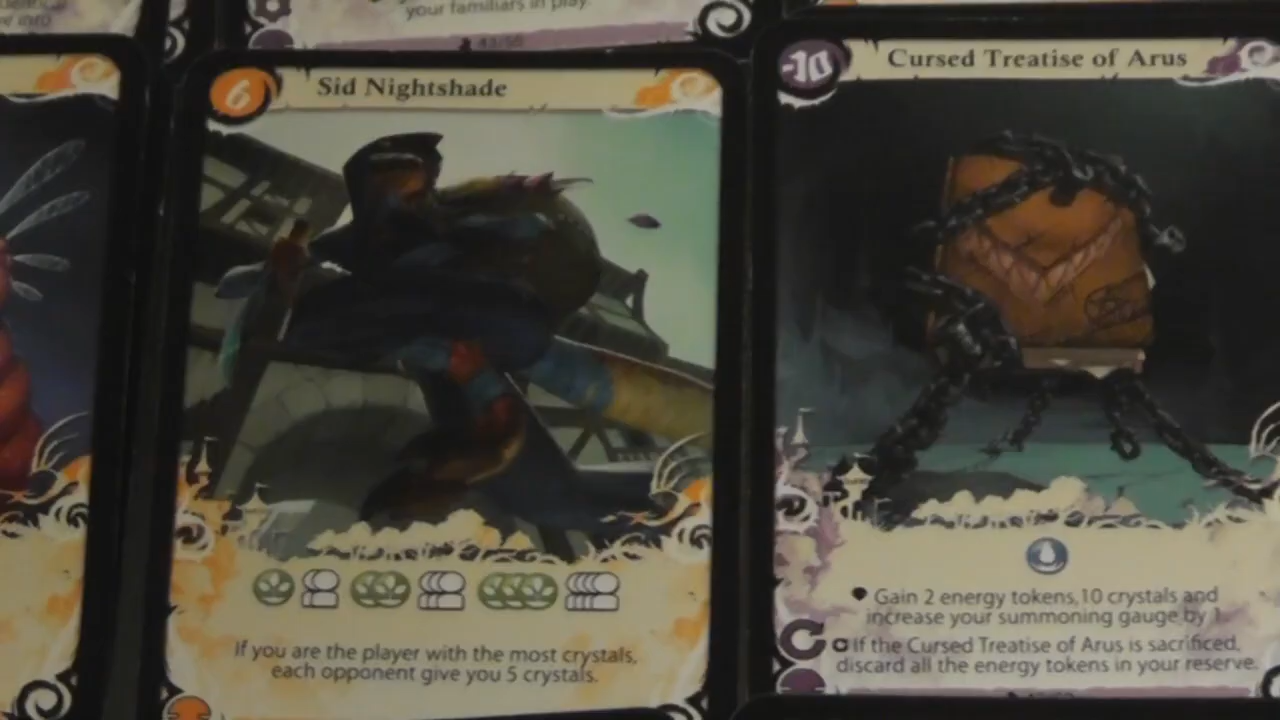 your familiars in play.
6
Sid Nightshade
If you are the player with the most crystals,
each opponent give you 5 crystals.
-10
Cursed Treatise of Arus
Gain 2 energy tokens, 10 crystals and
increase your summoning gauge by 1.
If the Cursed Treatise of Arus is sacrificed,
discard all the energy tokens in your reserve.